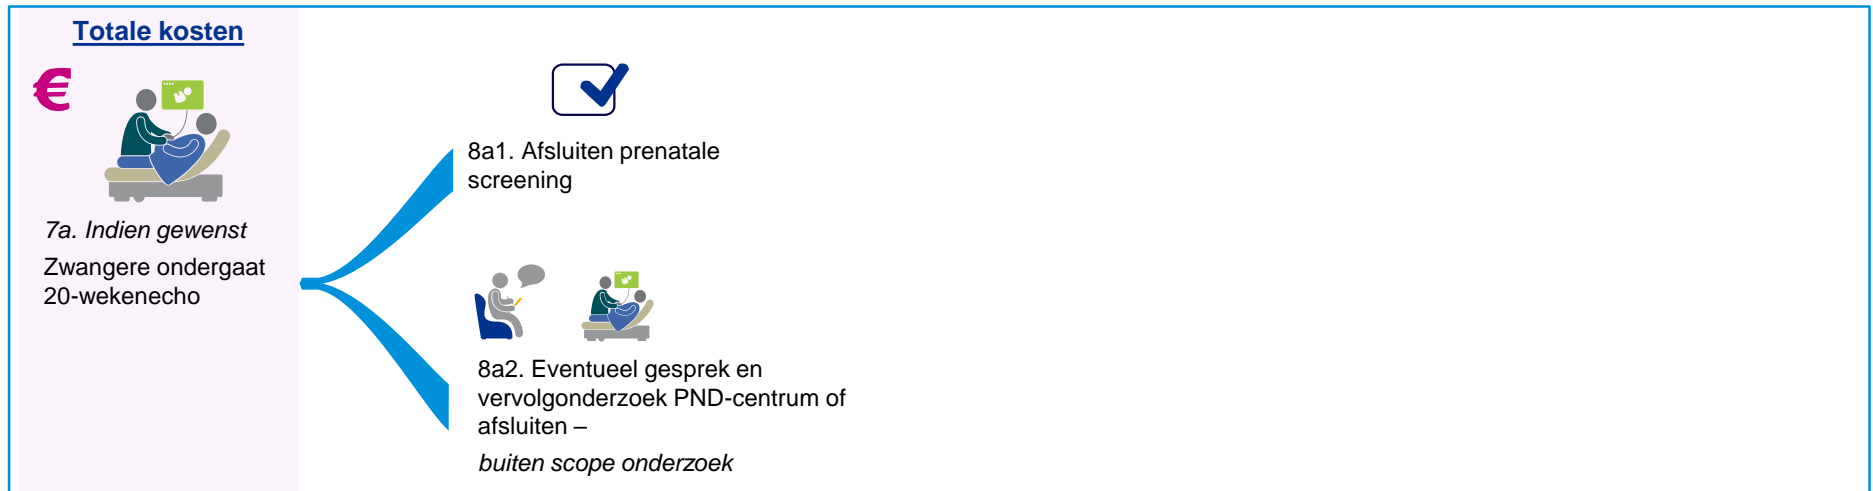 Totale kosten
€
7a. Indien gewenst
Zwangere ondergaat
20-wekenecho
8a1. Afsluiten prenatale
screening
8a2. Eventueel gesprek en
vervolgonderzoek PND-centrum of
afsluiten –
buiten scope onderzoek